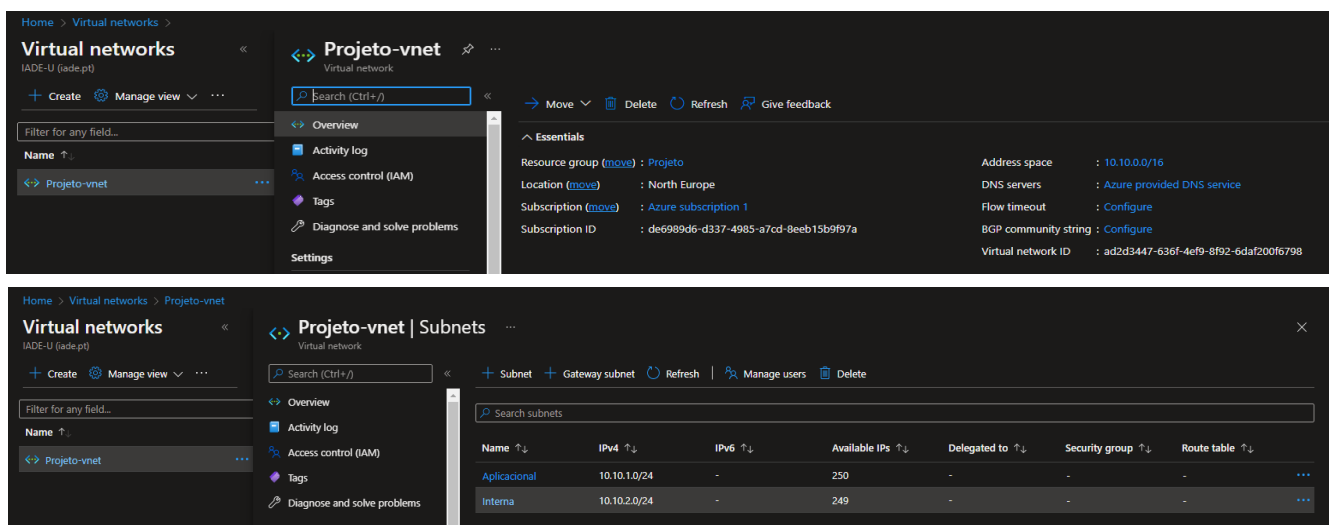 Home > Virtual networks >
Virtual networks «
IADE-U (iade.pt)
+ Create Manage view ···
Filter for any field...
Name ↑↓
Projeto-vnet ···
Projeto-vnet ···
Virtual network
Search (Ctrl+/) «
Overview
Activity log
Access control (IAM)
Tags
Diagnose and solve problems
Settings
→ Move Delete Refresh Give feedback
Essentials
Resource group (move) : Projeto
Location (move) : North Europe
Subscription (move) : Azure subscription 1
Subscription ID : de6989d6-d337-4985-a7cd-8eeb15b9f97a
Address space : 10.10.0.0/16
DNS servers : Azure provided DNS service
Flow timeout : Configure
BGP community string : Configure
Virtual network ID : ad2d3447-636f-4ef9-8f92-6daf200f6798
Home > Virtual networks > Projeto-vnet
Virtual networks «
IADE-U (iade.pt)
+ Create Manage view ···
Filter for any field...
Name ↑↓
Projeto-vnet ···
Projeto-vnet | Subnets ···
Virtual network
Search (Ctrl+/) «
Overview
Activity log
Access control (IAM)
Tags
Diagnose and solve problems
+ Subnet + Gateway subnet Refresh | Manage users Delete
Search subnets
Name ↑↓ IPv4 ↑↓ IPv6 ↑↓ Available IPs ↑↓ Delegated to ↑↓ Security group ↑↓ Route table ↑↓
Aplicacional 10.10.1.0/24 - 250 - - - ···
Interna 10.10.2.0/24 - 249 - - - ···